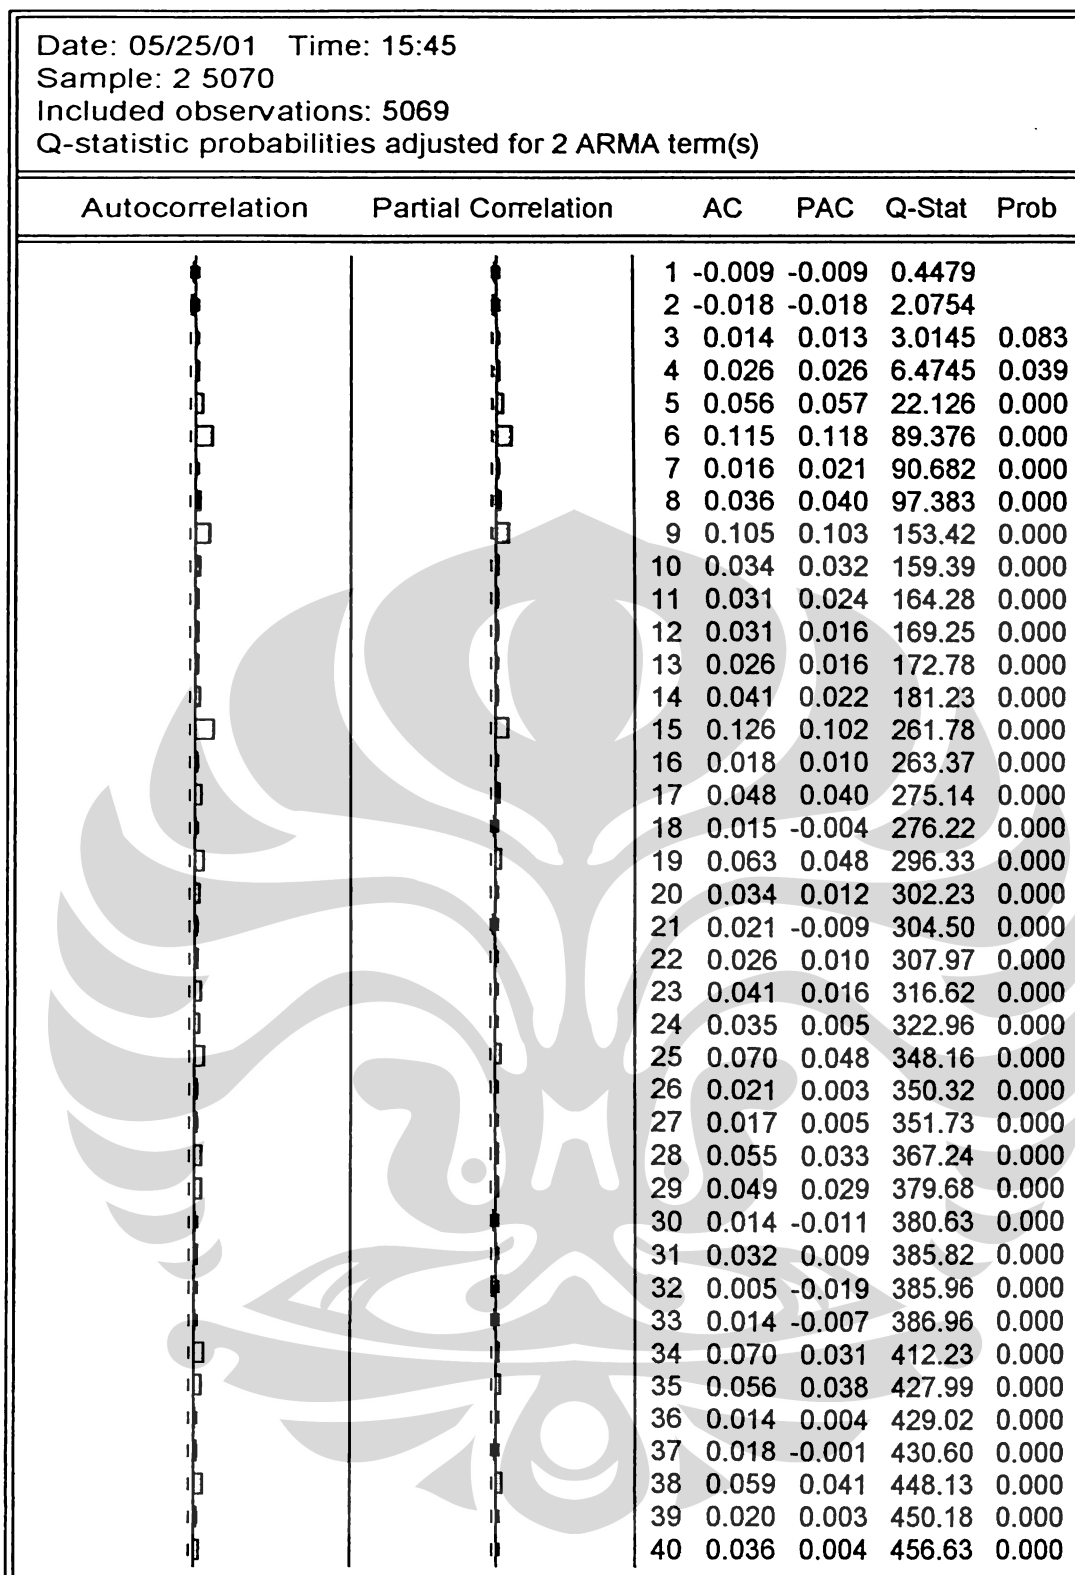 Date: 05/25/01 Time: 15:45
Sample: 2 5070
Included observations: 5069
Q-statistic probabilities adjusted for 2 ARMA term(s)
Autocorrelation Partial Correlation AC PAC Q-Stat Prob
1 -0.009 -0.009 0.4479
2 -0.018 -0.018 2.0754
3 0.014 0.013 3.0145 0.083
4 0.026 0.026 6.4745 0.039
5 0.056 0.057 22.126 0.000
6 0.115 0.118 89.376 0.000
7 0.016 0.021 90.682 0.000
8 0.036 0.040 97.383 0.000
9 0.105 0.103 153.42 0.000
10 0.034 0.032 159.39 0.000
11 0.031 0.024 164.28 0.000
12 0.031 0.016 169.25 0.000
13 0.026 0.016 172.78 0.000
14 0.041 0.022 181.23 0.000
15 0.126 0.102 261.78 0.000
16 0.018 0.010 263.37 0.000
17 0.048 0.040 275.14 0.000
18 0.015 -0.004 276.22 0.000
19 0.063 0.048 296.33 0.000
20 0.034 0.012 302.23 0.000
21 0.021 -0.009 304.50 0.000
22 0.026 0.010 307.97 0.000
23 0.041 0.016 316.62 0.000
24 0.035 0.005 322.96 0.000
25 0.070 0.048 348.16 0.000
26 0.021 0.003 350.32 0.000
27 0.017 0.005 351.73 0.000
28 0.055 0.033 367.24 0.000
29 0.049 0.029 379.68 0.000
30 0.014 -0.011 380.63 0.000
31 0.032 0.009 385.82 0.000
32 0.005 -0.019 385.96 0.000
33 0.014 -0.007 386.96 0.000
34 0.070 0.031 412.23 0.000
35 0.056 0.038 427.99 0.000
36 0.014 0.004 429.02 0.000
37 0.018 -0.001 430.60 0.000
38 0.059 0.041 448.13 0.000
39 0.020 0.003 450.18 0.000
40 0.036 0.004 456.63 0.000